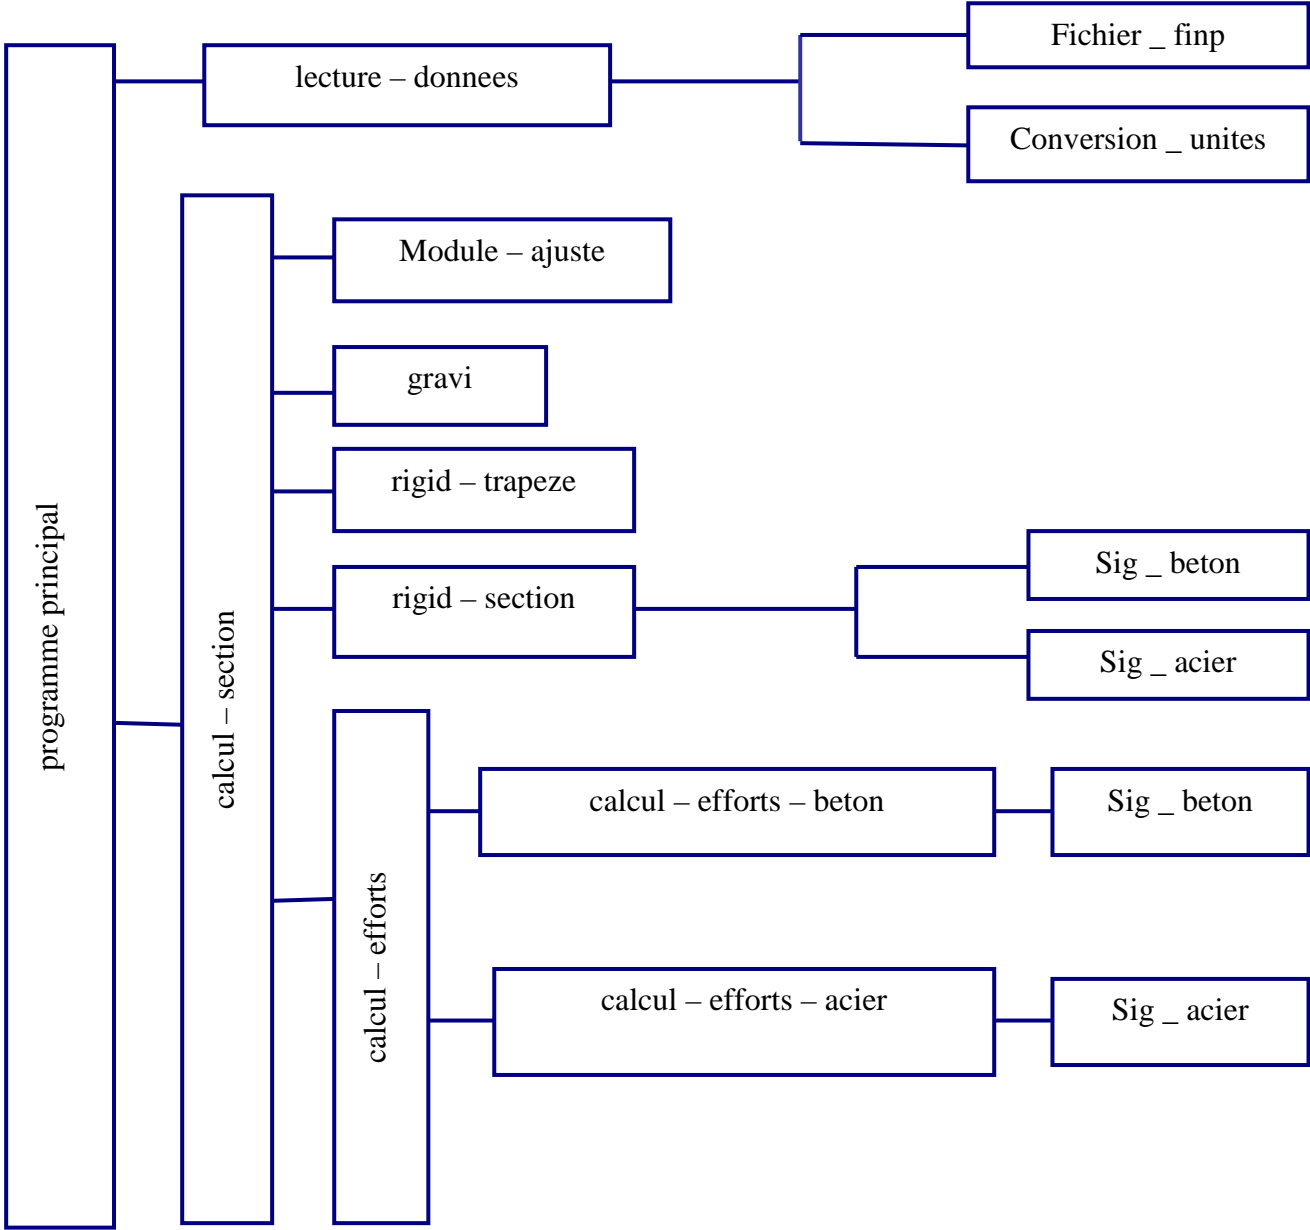 programme principal
lecture – donnees
Fichier _ finp
Conversion _ unites
calcul – section
Module – ajuste
gravi
rigid – trapeze
rigid – section
Sig _ beton
Sig _ acier
calcul – efforts
calcul – efforts – beton
Sig _ beton
calcul – efforts – acier
Sig _ acier